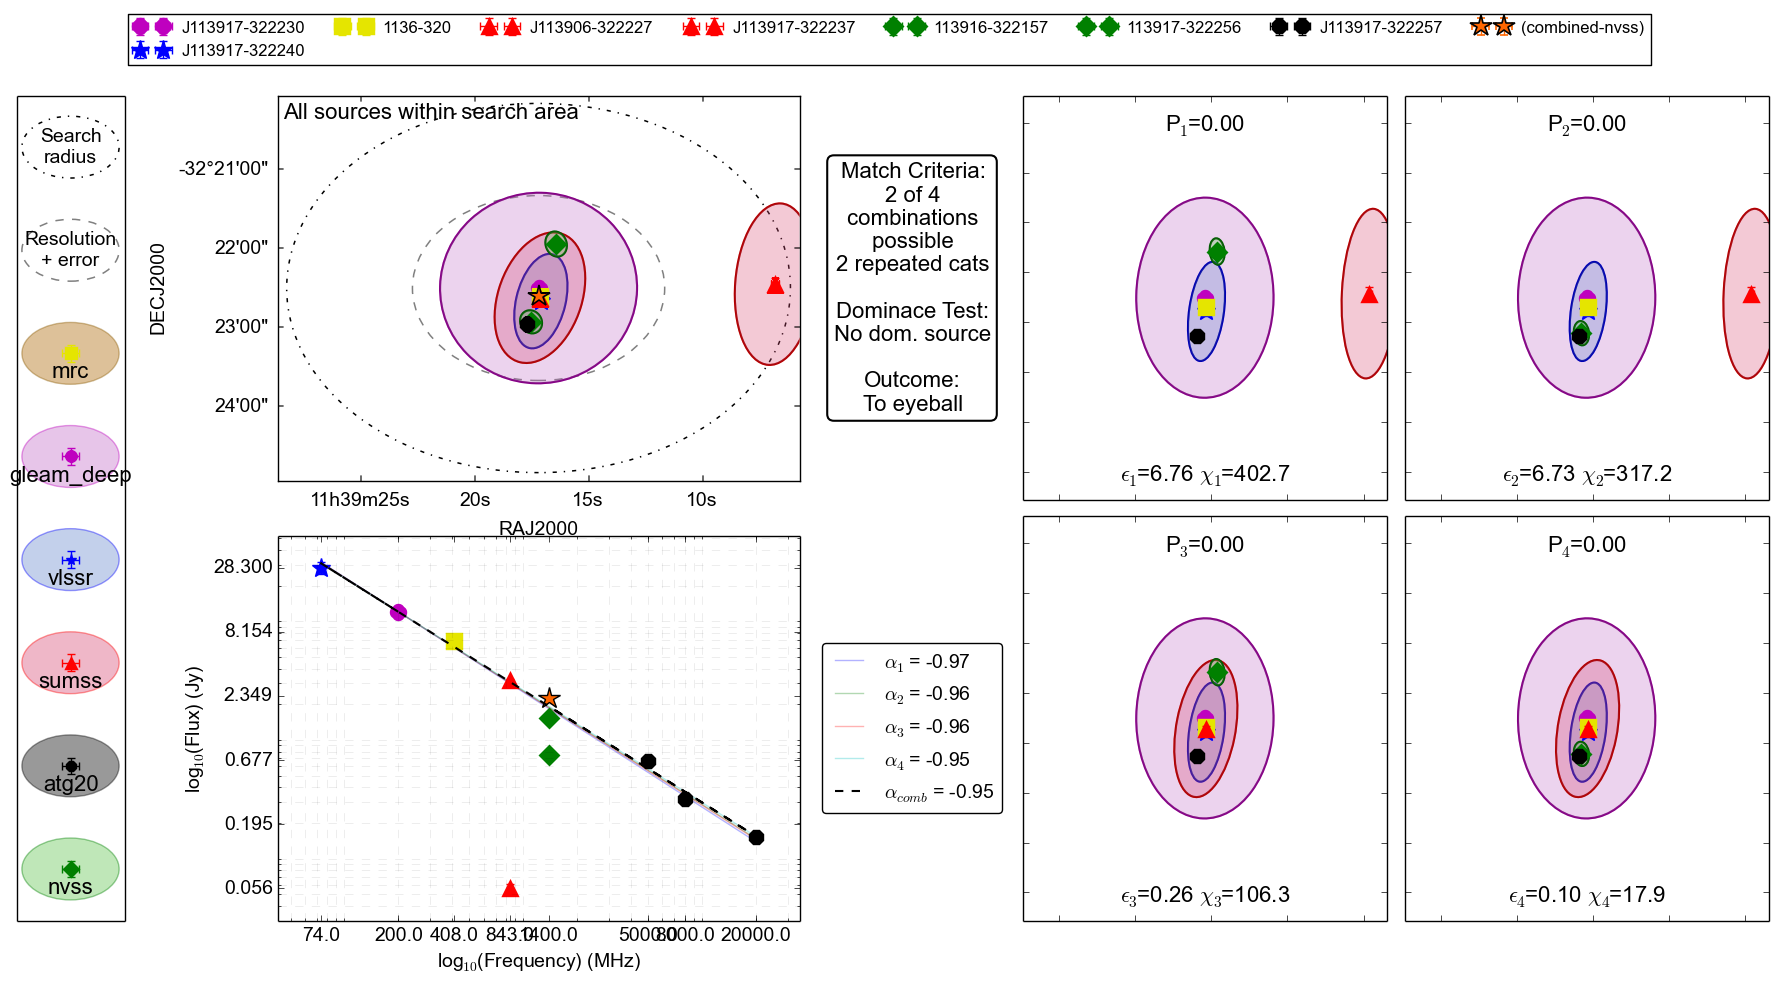 J113917-322230 1136-320 J113906-322227 J113917-322237 113916-322157 113917-322256 J113917-322257 (combined-nvss)
J113917-322240
Search
radius
Resolution
+ error
mrc
gleam_deep
vlssr
sumss
atg20
nvss
All sources within search area
DECJ2000
-32°21'00"
22'00"
23'00"
24'00"
11h39m25s 20s 15s 10s
RAJ2000
Match Criteria:
2 of 4
combinations
possible
2 repeated cats
Dominace Test:
No dom. source
Outcome:
To eyeball
P1=0.00
ϵ1=6.76 χ1=402.7
P2=0.00
ϵ2=6.73 χ2=317.2
P3=0.00
ϵ3=0.26 χ3=106.3
P4=0.00
ϵ4=0.10 χ4=17.9
log10(Flux) (Jy)
28.300
8.154
2.349
0.677
0.195
0.056
74.0 200.0 408.0 843.0 1400.0 5000.0 8000.0 20000.0
log10(Frequency) (MHz)
α1 = -0.97
α2 = -0.96
α3 = -0.96
α4 = -0.95
αcomb = -0.95